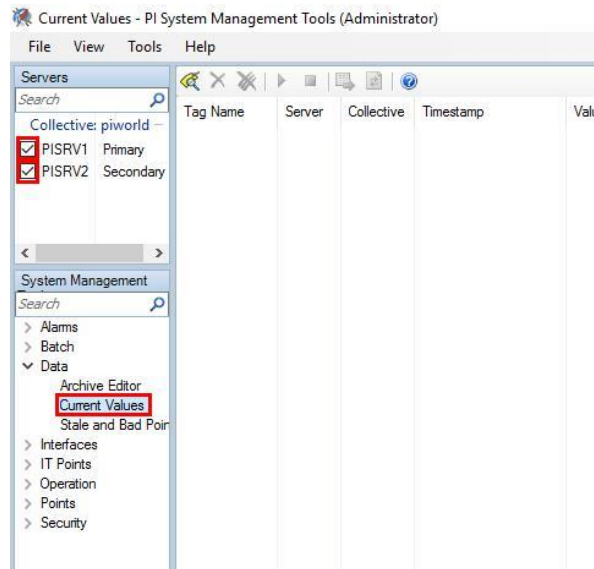 Current Values - PI System Management Tools (Administrator)
File View Tools Help
Servers
Search
Collective: piworld
PISRV1 Primary
PISRV2 Secondary
System Management
Search
Alarms
Batch
Data
Archive Editor
Current Values
Stale and Bad Poin
Interfaces
IT Points
Operation
Points
Security
Tag Name Server Collective Timestamp Valu